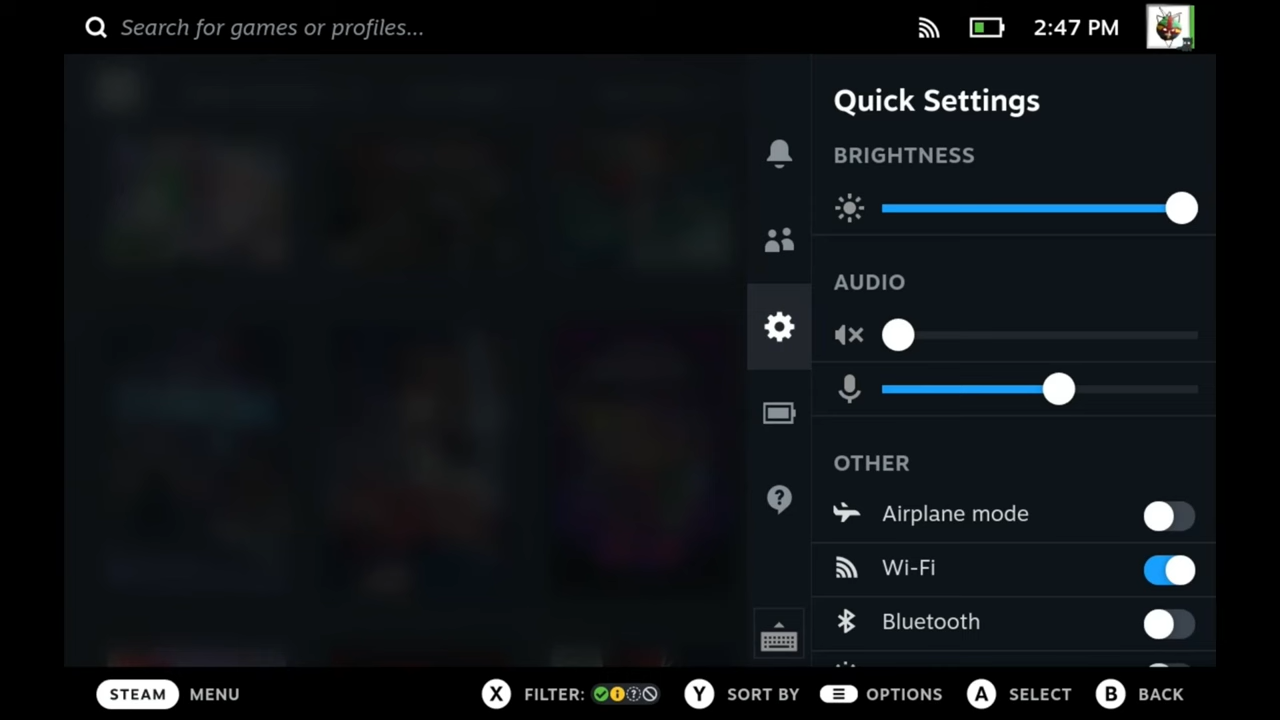 Search for games or profiles...
2:47 PM
Quick Settings
BRIGHTNESS
AUDIO
OTHER
Airplane mode
Wi-Fi
Bluetooth
STEAM MENU
X FILTER: Y SORT BY OPTIONS A SELECT B BACK